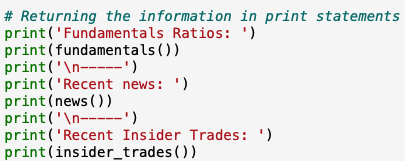 # Returning the information in print statements
print('Fundamentals Ratios: ')
print(fundamentals())
print('\n-----')
print('Recent news: ')
print(news())
print('\n-----')
print('Recent Insider Trades: ')
print(insider_trades())